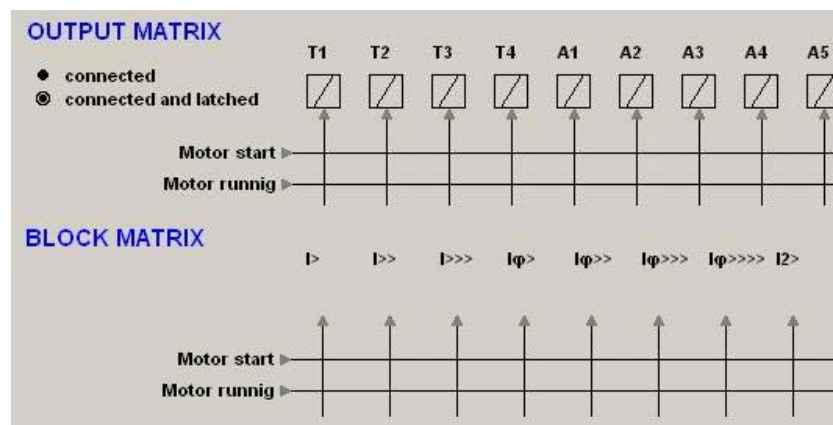 OUTPUT MATRIX
T1 T2 T3 T4 A1 A2 A3 A4 A5
connected
connected and latched
Motor start
Motor runnig
BLOCK MATRIX
I> I>> I>>> Iφ> Iφ>> Iφ>>> Iφ>>>> I2>
Motor start
Motor runnig